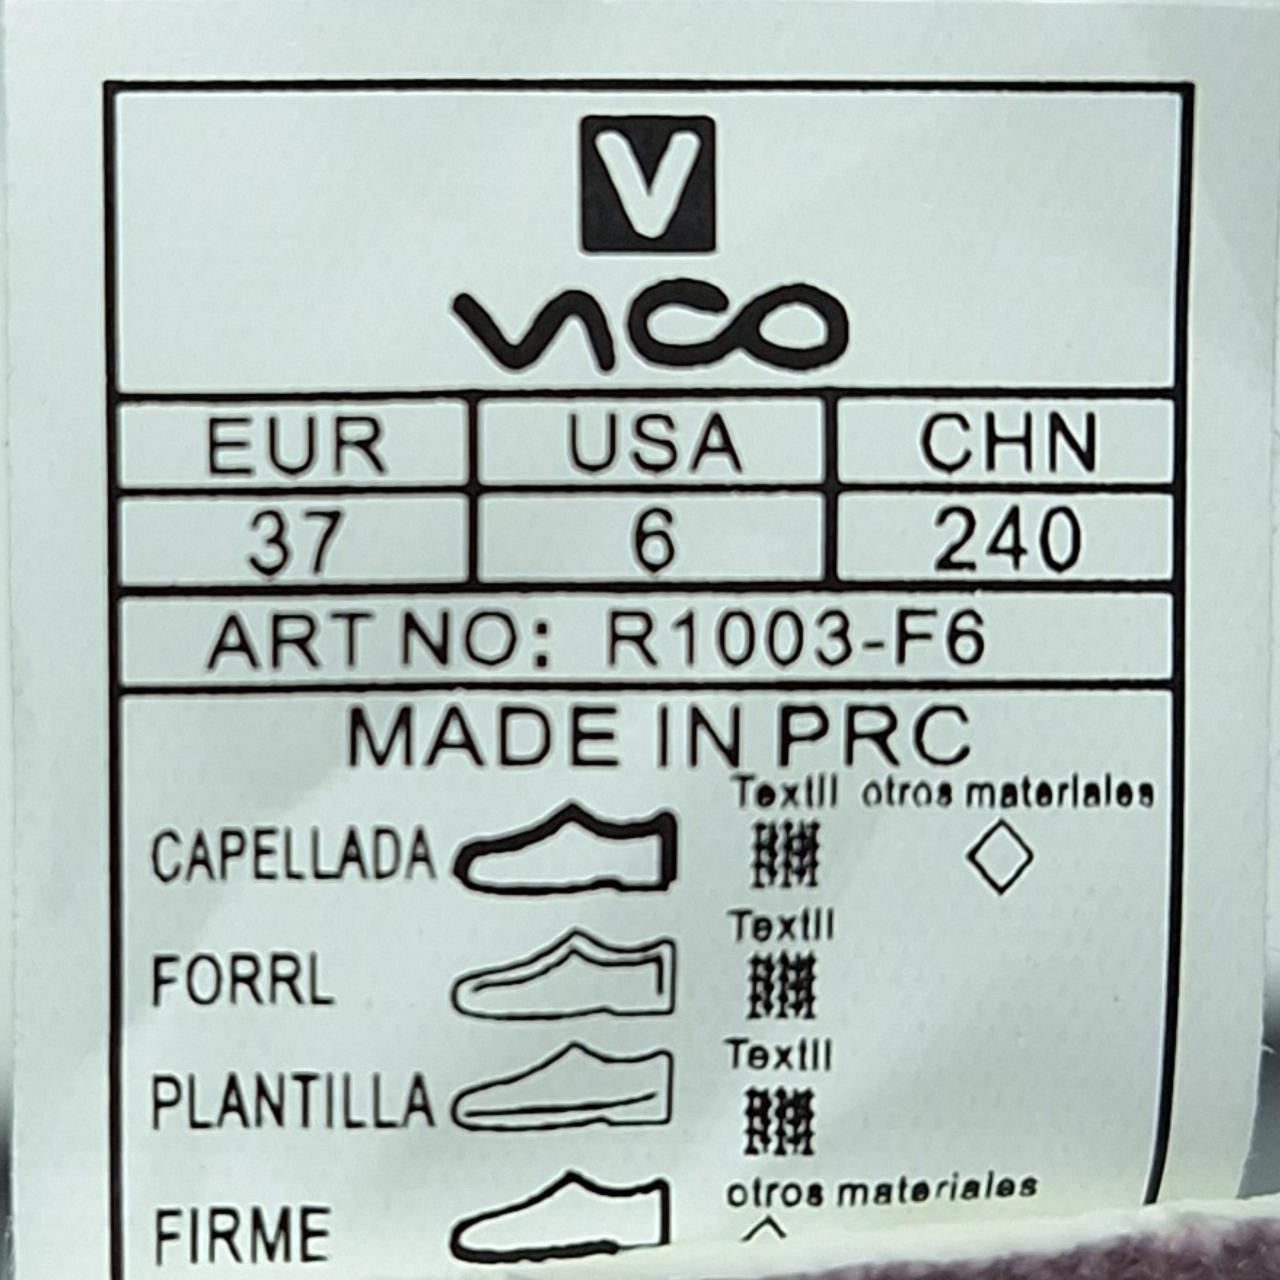 V
vico
EUR USA CHN
37 6 240
ART NO: R1003-F6
MADE IN PRC
Textil otros materiales
CAPELLADA
Textil
FORRL
Textil
PLANTILLA
otros materiales
FIRME